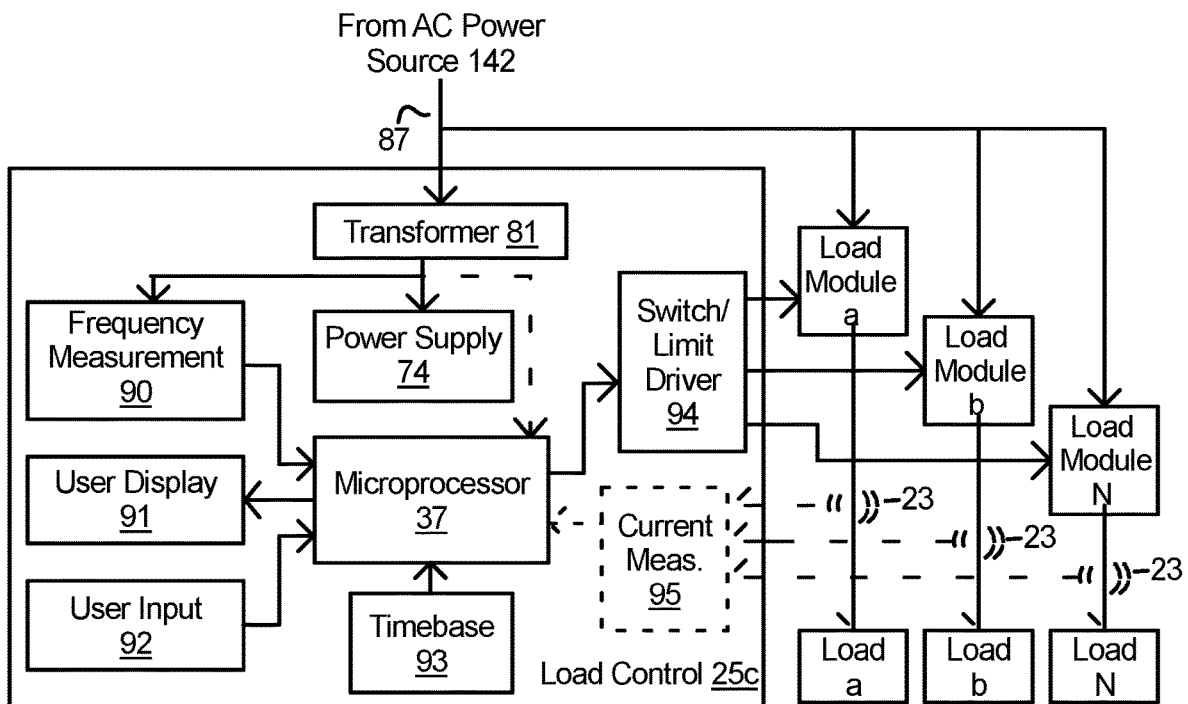 From AC Power
Source 142
87
Transformer 81
Frequency
Measurement
90
Power Supply
74
Switch/
Limit
Driver
94
Load
Module
a
Load
Module
b
Load
Module
N
User Display
91
Microprocessor
37
Current
Meas.
95
23
23
23
User Input
92
Timebase
93
Load Control 25c
Load
a
Load
b
Load
N